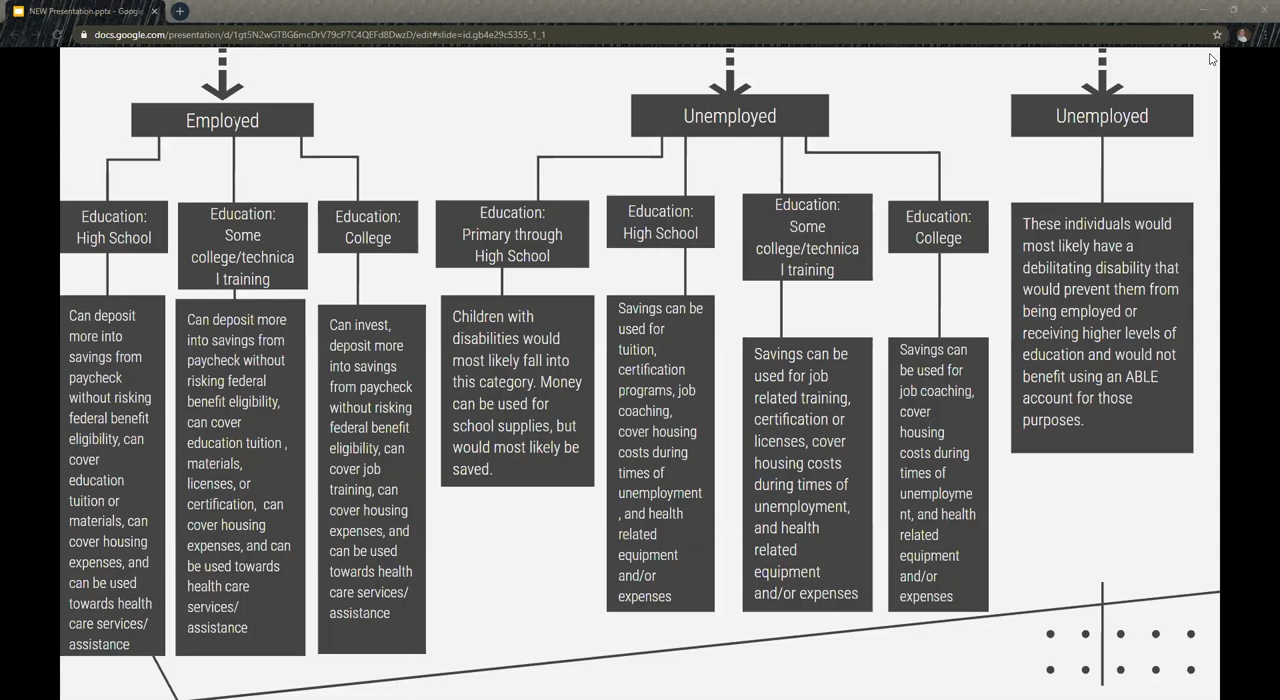 NEW Presentation.pptx - Google
docs.google.com/presentation/d/1gt5N2wGTBG6mcDrV79cP7C4QEFd8DwzD/edit#slide=id.gb4e29c5355_1_1
Employed
Unemployed
Unemployed
Education:
High School
Education:
Some
college/technica
l training
Education:
College
Education:
Primary through
High School
Education:
High School
Education:
Some
college/technica
l training
Education:
College
These individuals would
most likely have a
debilitating disability that
would prevent them from
being employed or
receiving higher levels of
education and would not
benefit using an ABLE
account for those
purposes.
Can deposit
more into
savings from
paycheck
without risking
federal benefit
eligibility, can
cover
education
tuition or
materials, can
cover housing
expenses, and
can be used
towards health
care services/
assistance
Can deposit more
into savings from
paycheck without
risking federal
benefit eligibility,
can cover
education tuition ,
materials,
licenses, or
certification,  can
cover housing
expenses, and can
be used towards
health care
services/
assistance
Can invest,
deposit more
into savings
from paycheck
without risking
federal benefit
eligibility, can
cover job
training, can
cover housing
expenses, and
can be used
towards health
care services/
assistance
Children with
disabilities would
most likely fall into
this category. Money
can be used for
school supplies, but
would most likely be
saved.
Savings can be
used for
tuition,
certification
programs, job
coaching,
cover housing
costs during
times of
unemployment
, and health
related
equipment
and/or
expenses
Savings can be
used for job
related training,
certification or
licenses, cover
housing costs
during times of
unemployment,
and health
related
equipment
and/or expenses
Savings can
be used for
job coaching,
cover
housing
costs during
times of
unemployme
nt, and health
related
equipment
and/or
expenses